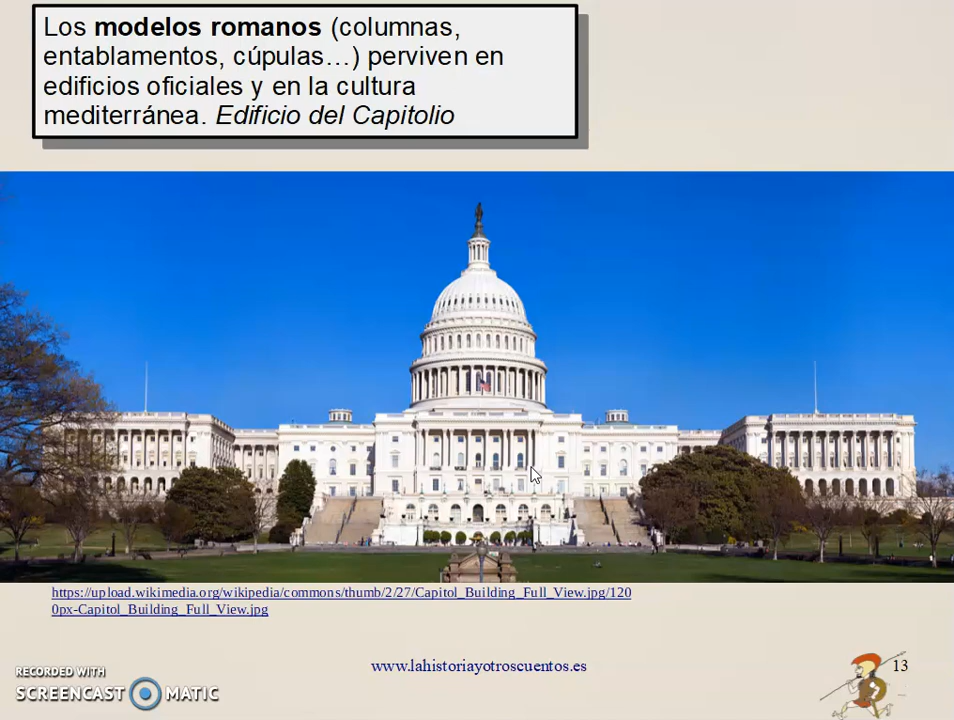 Los modelos romanos (columnas,
entablamentos, cúpulas…) perviven en
edificios oficiales y en la cultura
mediterránea. Edificio del Capitolio
https://upload.wikimedia.org/wikipedia/commons/thumb/2/27/Capitol_Building_Full_View.jpg/120
0px-Capitol_Building_Full_View.jpg
www.lahistoriayotroscuentos.es
13
RECORDED WITH
SCREENCAST MATIC